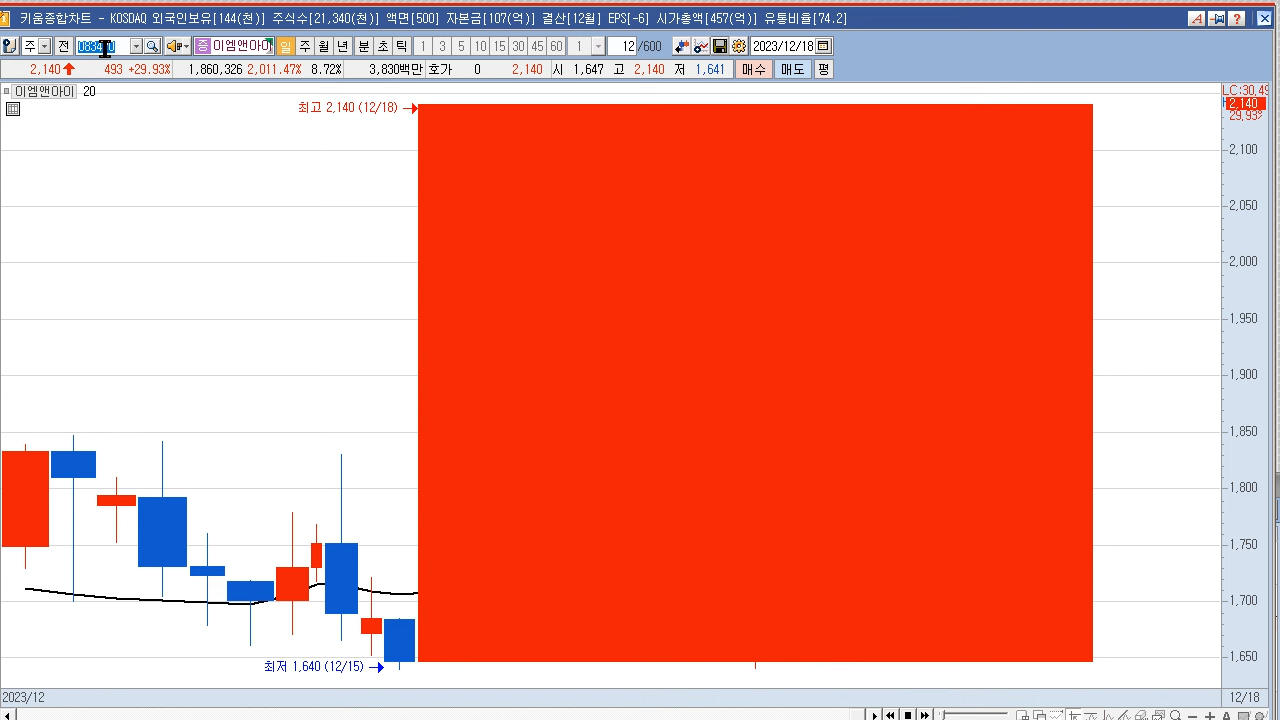 키움종합차트 - KOSDAQ 외국인보유[144(천)] 주식수[21,340(천)] 액면[500] 자본금[107(억)] 결산[12월] EPS[-6] 시가총액[457(억)] 유통비율[74.2]
주 전 증 이엠앤아이 일 주 월 년 분 초 틱 1 3 5 10 15 30 45 60 1 12 /600 2023/12/18
2,140 493 +29.93% 1,860,326 2,011.47% 8.72% 3,830백만 호가 0 2,140 시 1,647 고 2,140 저 1,641 매수 매도 평
이엠앤아이 20
LC:30,49
최고 2,140 (12/18)
2,140
29,93%
2,100
2,050
2,000
1,950
1,900
1,850
1,800
1,750
1,700
1,650
최저 1,640 (12/15)
2023/12
12/18